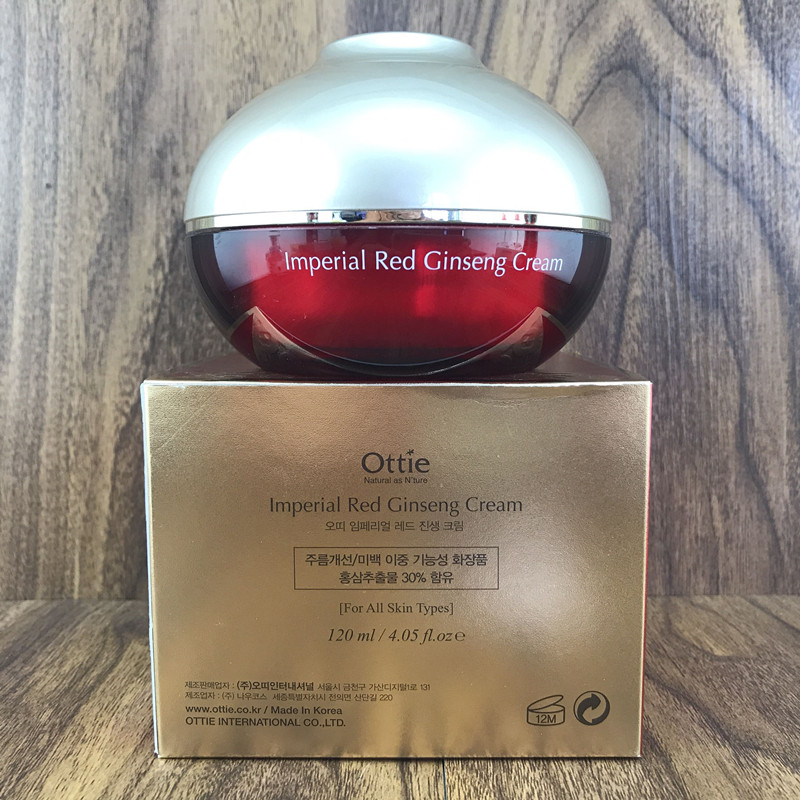 Imperial Red Ginseng Cream
Ottie
Natural as N'ture
Imperial Red Ginseng Cream
오띠 임페리얼 레드 진생 크림
주름개선/미백 이중 기능성 화장품
홍삼추출물 30% 함유
[For All Skin Types]
120 ml / 4.05 fl.oz ℮
제조판매업자 : (주)오띠인터내셔널 서울시 금천구 가산디지털1로 131
제조업자 : (주) 나우코스 세종특별자치시 전의면 산단길 220
www.ottie.co.kr / Made In Korea
OTTIE INTERNATIONAL CO.,LTD.
12M